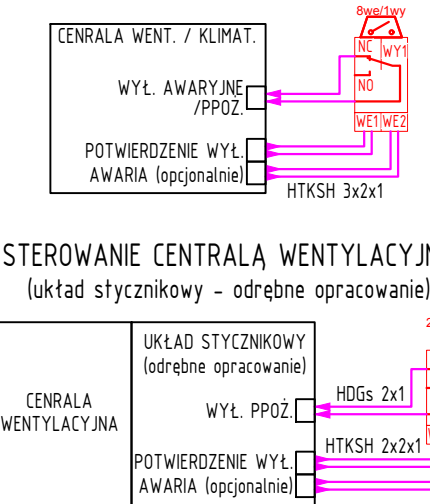 8we/1wy
CENRALA WENT. / KLIMAT.
NC WY1
WYŁ. AWARYJNE
/PPOŻ.
NO
WE1 WE2
POTWIERDZENIE WYŁ.
AWARIA (opcjonalnie)
HTKSH 3x2x1
STEROWANIE CENTRALĄ WENTYLACYJN
(układ stycznikowy - odrębne opracowanie)
UKŁAD STYCZNIKOWY
(odrębne opracowanie)
CENRALA
WENTYLACYJNA
WYŁ. PPOŻ.
HDGs 2x1
HTKSH 2x2x1
POTWIERDZENIE WYŁ.
AWARIA (opcjonalnie)